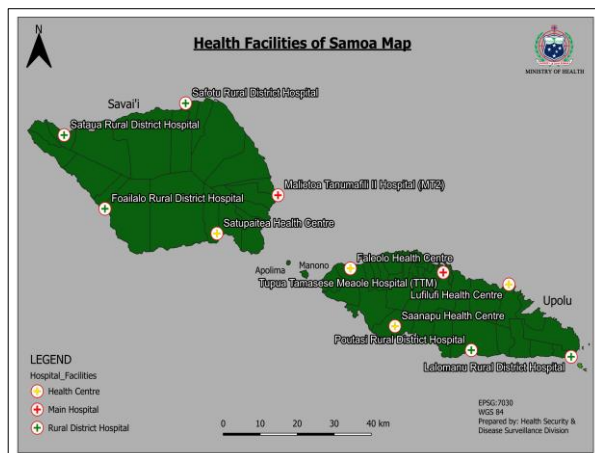 N
Health Facilities of Samoa Map
MINISTRY OF HEALTH
Savai'i
Safotu Rural District Hospital
Sataua Rural District Hospital
Malietoa Tanumafili II Hospital (MT2)
Foailalo Rural District Hospital
Satupaitea Health Centre
Faleolo Health Centre
Apolima
Manono
Tupua Tamasese Meaole Hospital (TTM)
Lufilufi Health Centre
Upolu
Saanapu Health Centre
Poutasi Rural District Hospital
Lalomanu Rural District Hospital
LEGEND
Hospital_Facilities
Health Centre
Main Hospital
Rural District Hospital
0 10 20 30 40 km
EPSG:7030
WGS 84
Prepared by: Health Security &
Disease Surveillance Division